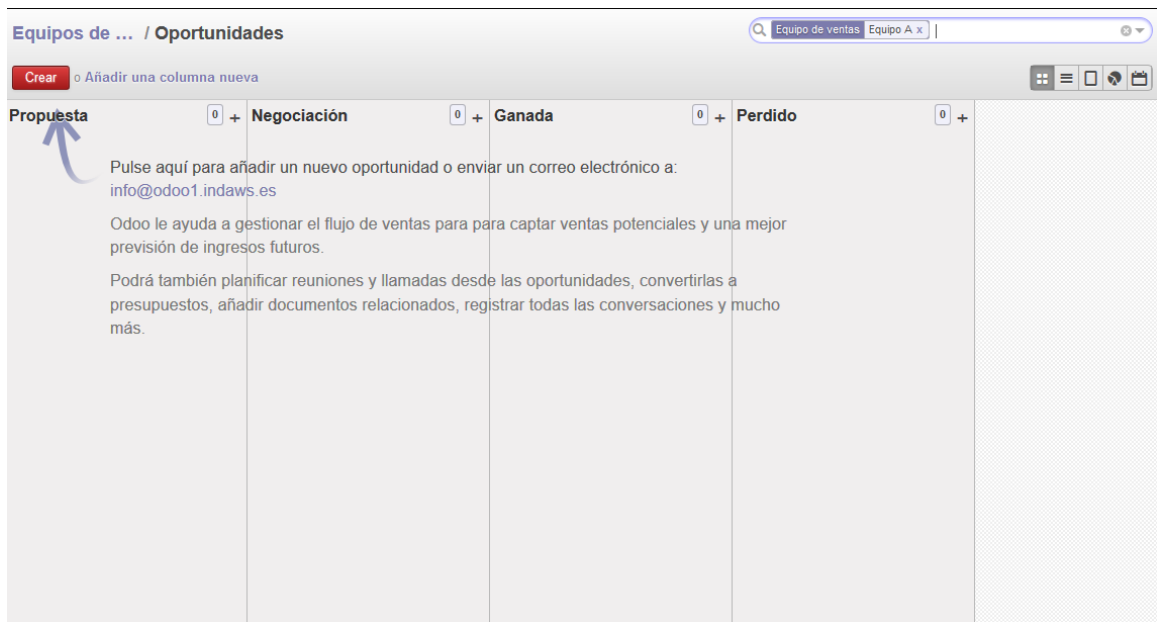 Equipos de ... / Oportunidades
Equipo de ventas Equipo A x
Crear o Añadir una columna nueva
Propuesta 0 + Negociación 0 + Ganada 0 + Perdido 0 +
Pulse aquí para añadir un nuevo oportunidad o enviar un correo electrónico a:
info@odoo1.indaws.es
Odoo le ayuda a gestionar el flujo de ventas para para captar ventas potenciales y una mejor
previsión de ingresos futuros.
Podrá también planificar reuniones y llamadas desde las oportunidades, convertirlas a
presupuestos, añadir documentos relacionados, registrar todas las conversaciones y mucho
más.